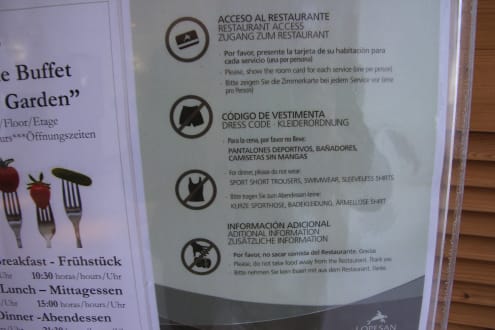 e Buffet
Garden”
/Floor/Etage
urs***Öffnungszeiten
reakfast - Frühstück
10:30 horas/hours/Uhr
Lunch – Mittagessen
15:00 horas/hours/Uhr
Dinner -Abendessen
horas/hours/Uhr
ACCESO AL RESTAURANTE
RESTAURANT ACCESS
ZUGANG ZUM RESTAURANT
Por favor, presente la tarjeta de su habitación para
cada servicio (una por persona)
- Please, show the room card for each service (one per person)
- Bitte zeigen Sie die Zimmerkarte bei jedem Service vor (eine
pro Person)
CÓDIGO DE VESTIMENTA
DRESS CODE · KLEIDERORDNUNG
- Para la cena, por favor no lleve:
PANTALONES DEPORTIVOS, BAÑADORES,
CAMISETAS SIN MANGAS
- For dinner, please do not wear:
SPORT SHORT TROUSERS, SWIMWEAR, SLEEVELESS SHIRTS
- Bitte tragen Sie zum Abendessen keine:
KURZE SPORTHOSE, BADEKLEIDUNG, ÄRMELLOSE SHIRT
INFORMACIÓN ADICIONAL
ADITIONAL INFORMATION
ZUSÄTZLICHE INFORMATION
- Por favor, no sacar comida del Restaurante. Gracias
- Please, do not take food away from the Restaurant. Thank you
- Bitte nehmen Sie kein Essen mit aus dem Restaurant. Danke
LOPESAN